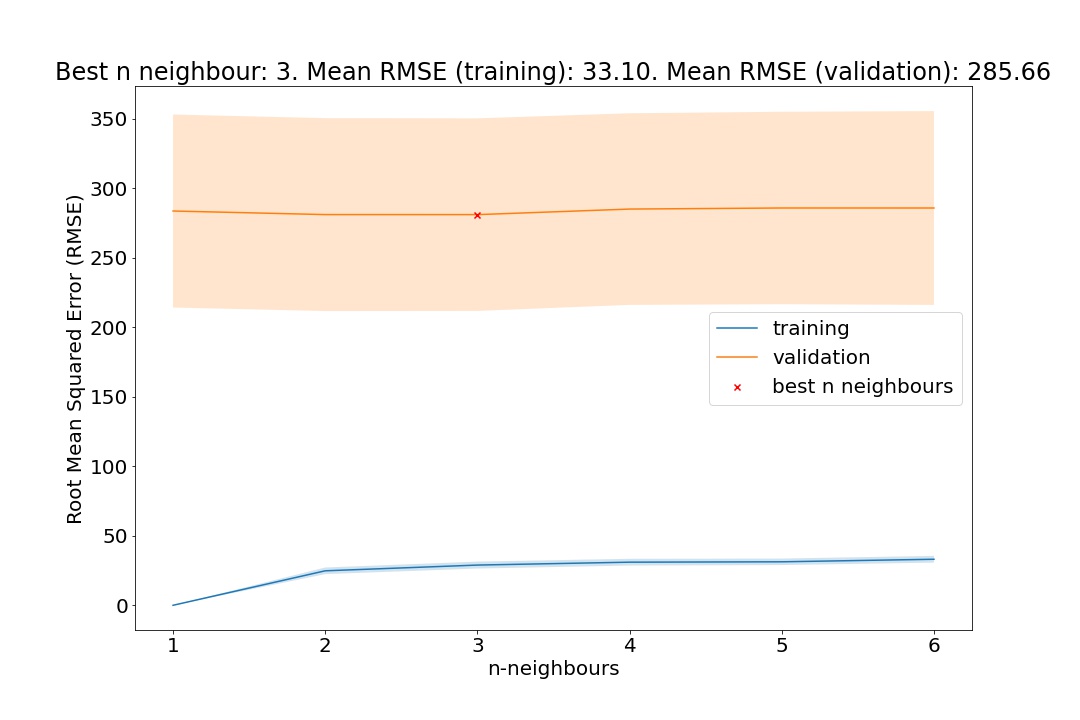 Best n neighbour: 3. Mean RMSE (training): 33.10. Mean RMSE (validation): 285.66
Root Mean Squared Error (RMSE)
350
300
250
200
150
100
50
0
training
validation
best n neighbours
1 2 3 4 5 6
n-neighbours